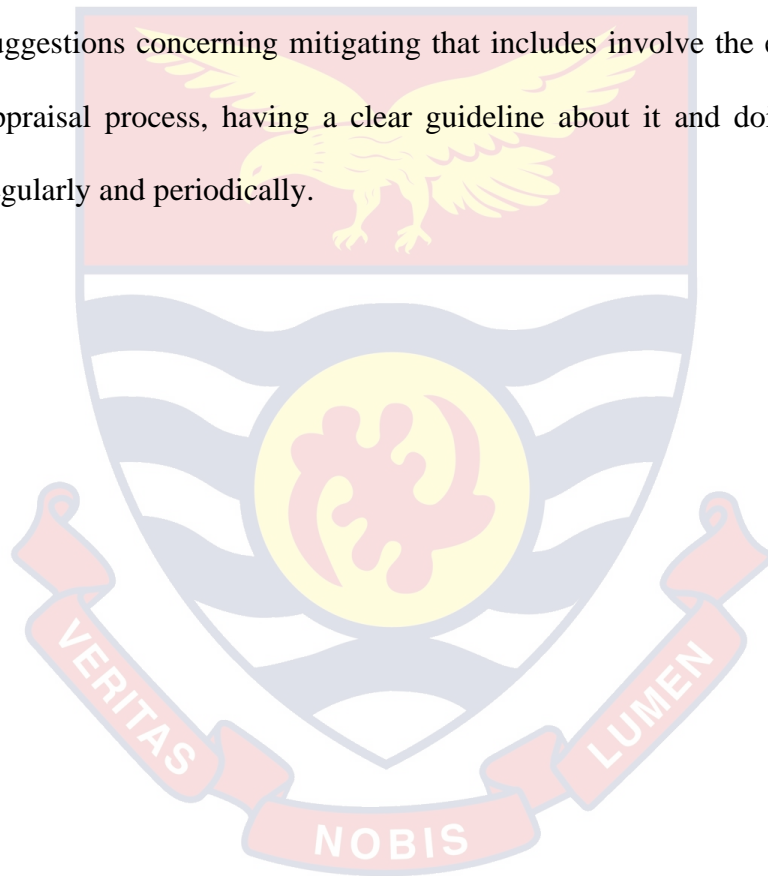 uggestions concerning mitigating that includes involve the
ppraisal process, having a clear guideline about it and
gularly and periodically.
VERITAS
NOBIS
LUMEN